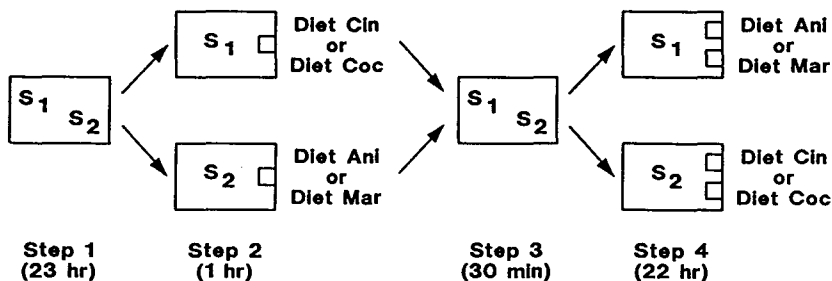 S1
S2
S1
Diet Cin
or
Diet Coc
S2
Diet Ani
or
Diet Mar
S1
S2
S1
Diet Ani
or
Diet Mar
S2
Diet Cin
or
Diet Coc
Step 1
(23 hr)
Step 2
(1 hr)
Step 3
(30 min)
Step 4
(22 hr)